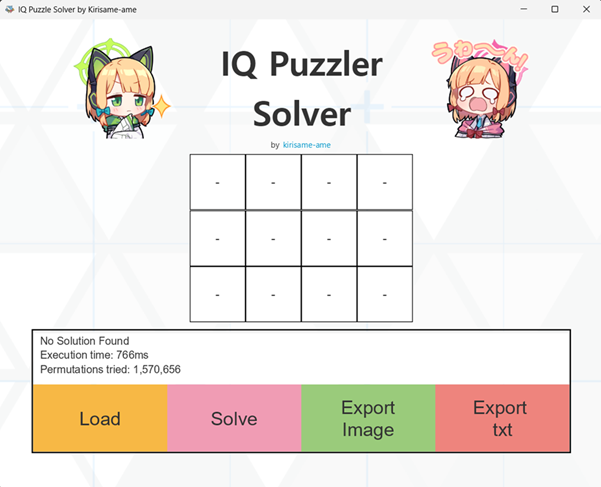 IQ Puzzle Solver by Kirisame-ame
うわ〜ん!
IQ Puzzler
Solver
by kirisame-ame
- - - -
- - - -
- - - -
No Solution Found
Execution time: 766ms
Permutations tried: 1,570,656
Load
Solve
Export
Image
Export
txt